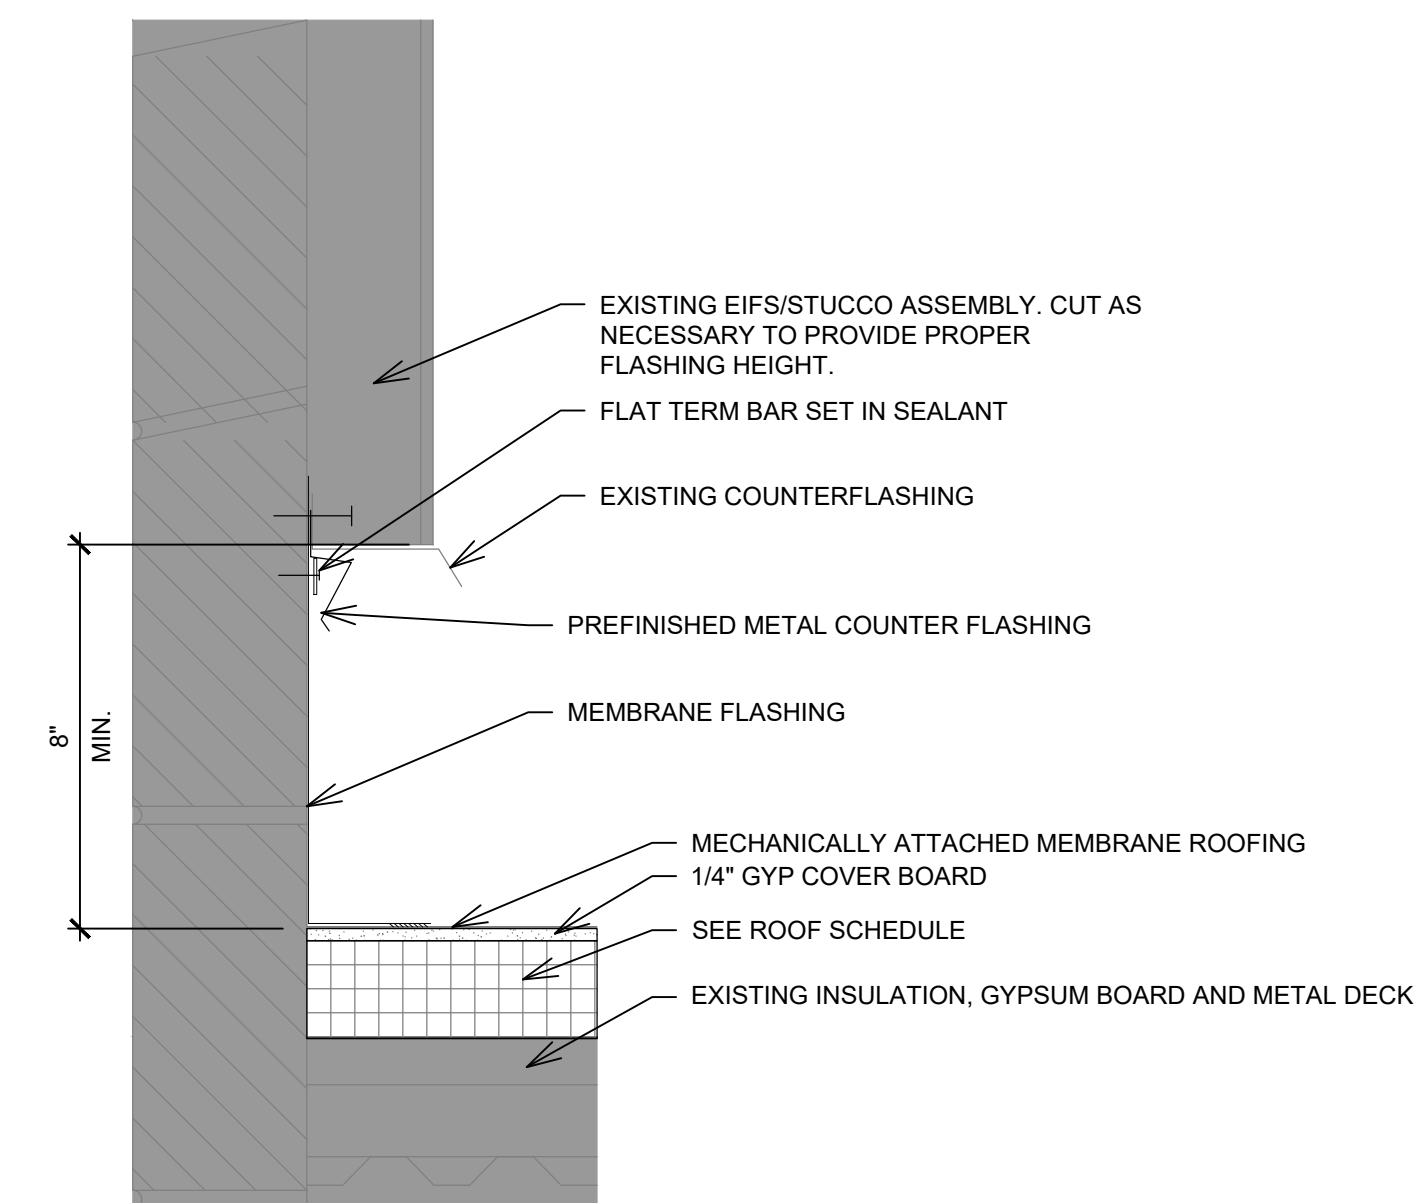 EXISTING EIFS/STUCCO ASSEMBLY. CUT AS
NECESSARY TO PROVIDE PROPER
FLASHING HEIGHT.
FLAT TERM BAR SET IN SEALANT
EXISTING COUNTERFLASHING
PREFINISHED METAL COUNTER FLASHING
MEMBRANE FLASHING
8"
MIN.
MECHANICALLY ATTACHED MEMBRANE ROOFING
1/4" GYP COVER BOARD
SEE ROOF SCHEDULE
EXISTING INSULATION, GYPSUM BOARD AND METAL DECK